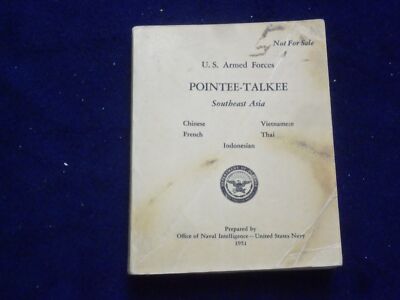 Not For Sale
U. S. Armed Forces
POINTEE-TALKEE
Southeast Asia
Chinese Vietnamese
French Thai
Indonesian
Prepared by
Office of Naval Intelligence—United States Navy
1954